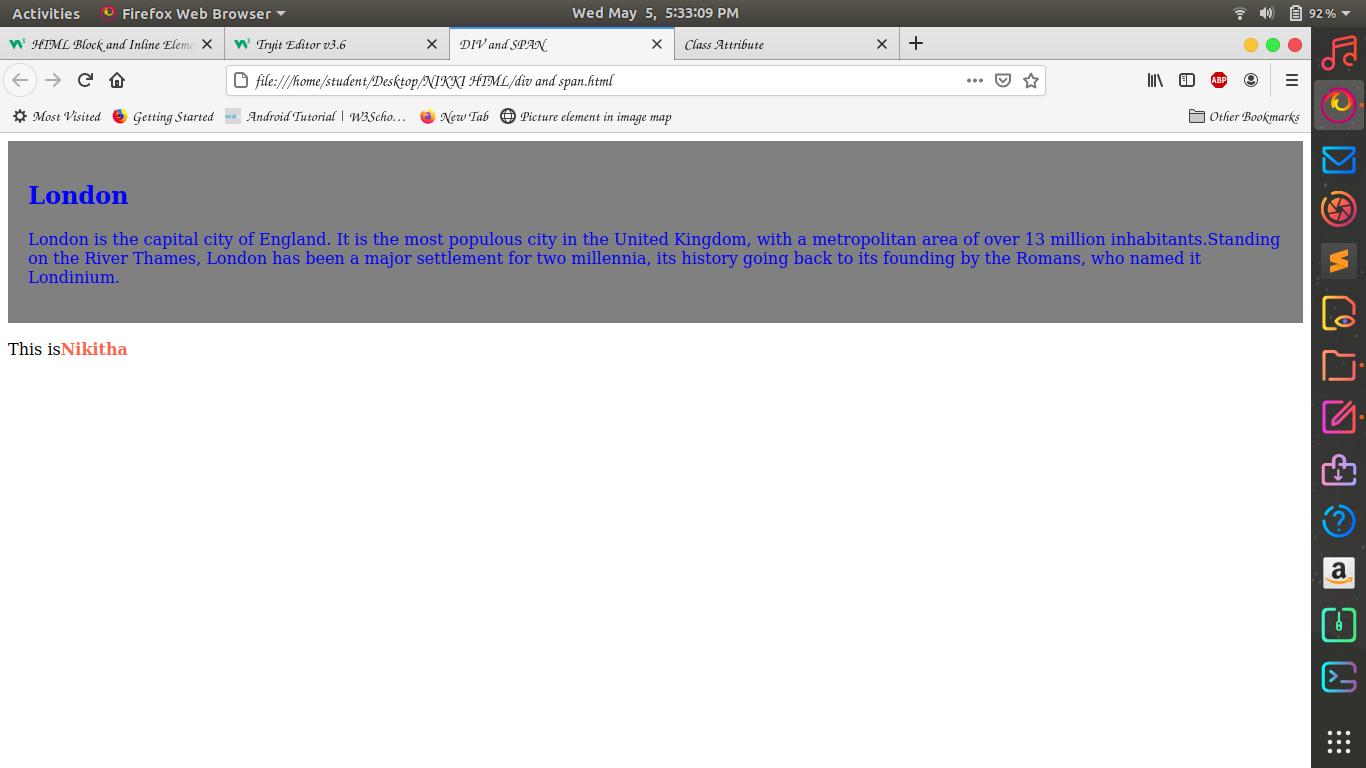 Activities Firefox Web Browser Wed May 5, 5:33:09 PM 92%
HTML Block and Inline Elem Tryit Editor v3.6 DIV and SPAN Class Attribute
file:///home/student/Desktop/NIKKI HTML/div and span.html ABP
Most Visited Getting Started Android Tutorial | W3Scho… New Tab Picture element in image map Other Bookmarks
London
London is the capital city of England. It is the most populous city in the United Kingdom, with a metropolitan area of over 13 million inhabitants.Standing
on the River Thames, London has been a major settlement for two millennia, its history going back to its founding by the Romans, who named it
Londinium.
This isNikitha